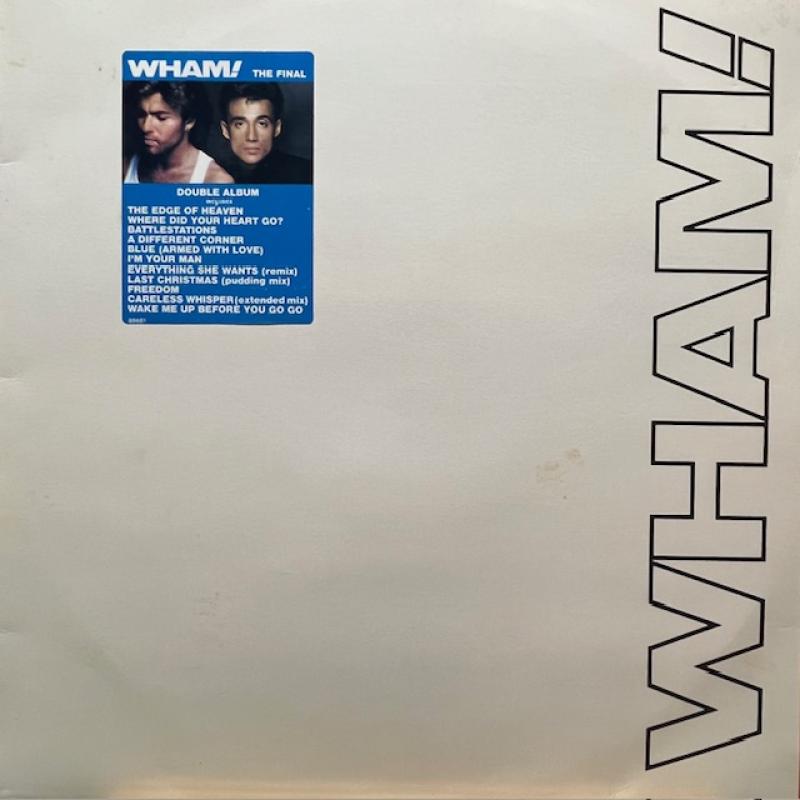 WHAM! THE FINAL
DOUBLE ALBUM
includes
THE EDGE OF HEAVEN
WHERE DID YOUR HEART GO?
BATTLESTATIONS
A DIFFERENT CORNER
BLUE (ARMED WITH LOVE)
I'M YOUR MAN
EVERYTHING SHE WANTS (remix)
LAST CHRISTMAS (pudding mix)
FREEDOM
CARELESS WHISPER (extended mix)
WAKE ME UP BEFORE YOU GO GO
WHAM!